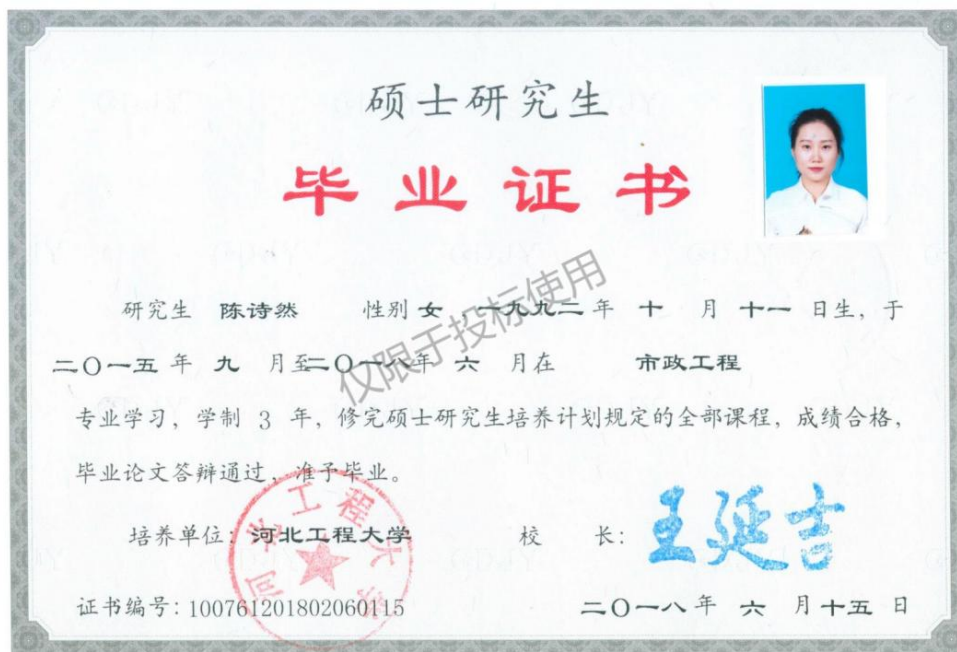 硕士研究生
毕业证书
研究生 陈诗然 性别 女 ,一九九二 年 十 月 十一 日生, 于
二〇一五 年 九 月至二〇一八年 六 月在 市政工程
专业学习, 学制 3 年, 修完硕士研究生培养计划规定的全部课程, 成绩合格,
毕业论文答辩通过, 准予毕业。
培养单位: 河北工程大学 校 长: 王延吉
证书编号: 100761201802060115 二〇一八 年 六 月 十五 日
仅限于投标使用
河北工程大学